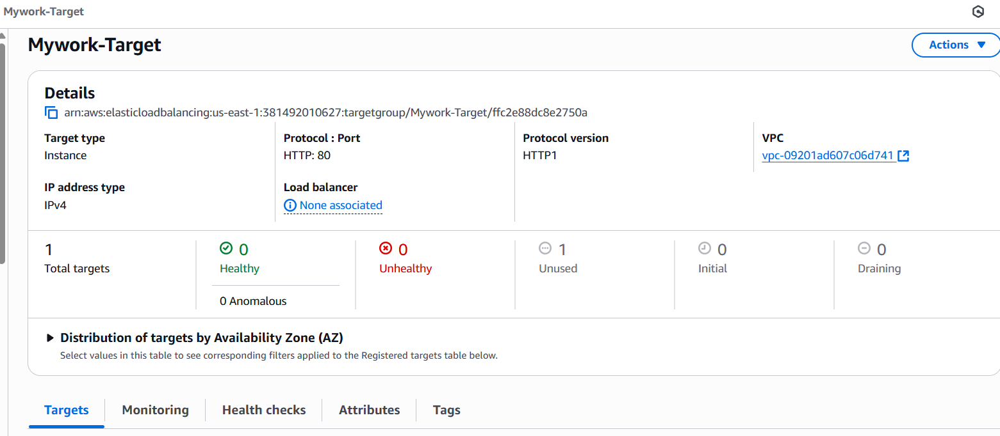 Mywork-Target
Mywork-Target
Actions
Details
arn:aws:elasticloadbalancing:us-east-1:381492010627:targetgroup/Mywork-Target/ffc2e88dc8e2750a
Target type
Instance
Protocol : Port
HTTP: 80
Protocol version
HTTP1
VPC
vpc-09201ad607c06d741
IP address type
IPv4
Load balancer
None associated
1
Total targets
0
Healthy
0 Anomalous
0
Unhealthy
1
Unused
0
Initial
0
Draining
Distribution of targets by Availability Zone (AZ)
Select values in this table to see corresponding filters applied to the Registered targets table below.
Targets
Monitoring
Health checks
Attributes
Tags